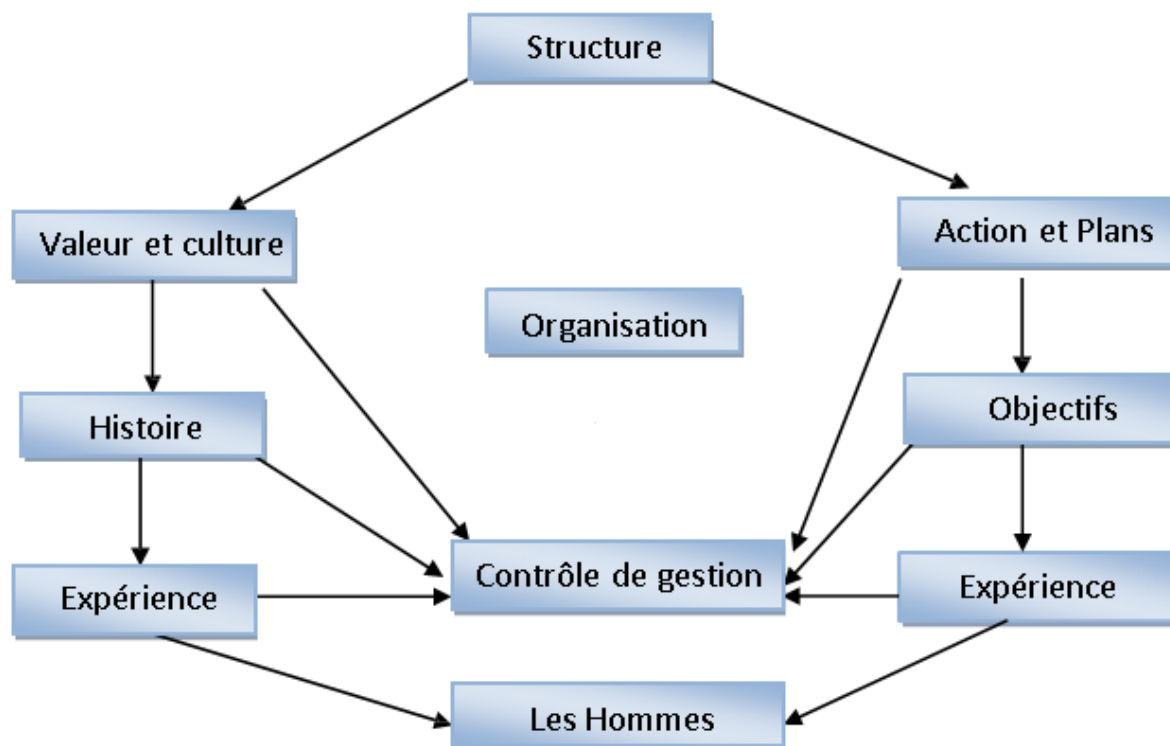 Structure
Valeur et culture
Action et Plans
Organisation
Histoire
Objectifs
Contrôle de gestion
Expérience
Expérience
Les Hommes